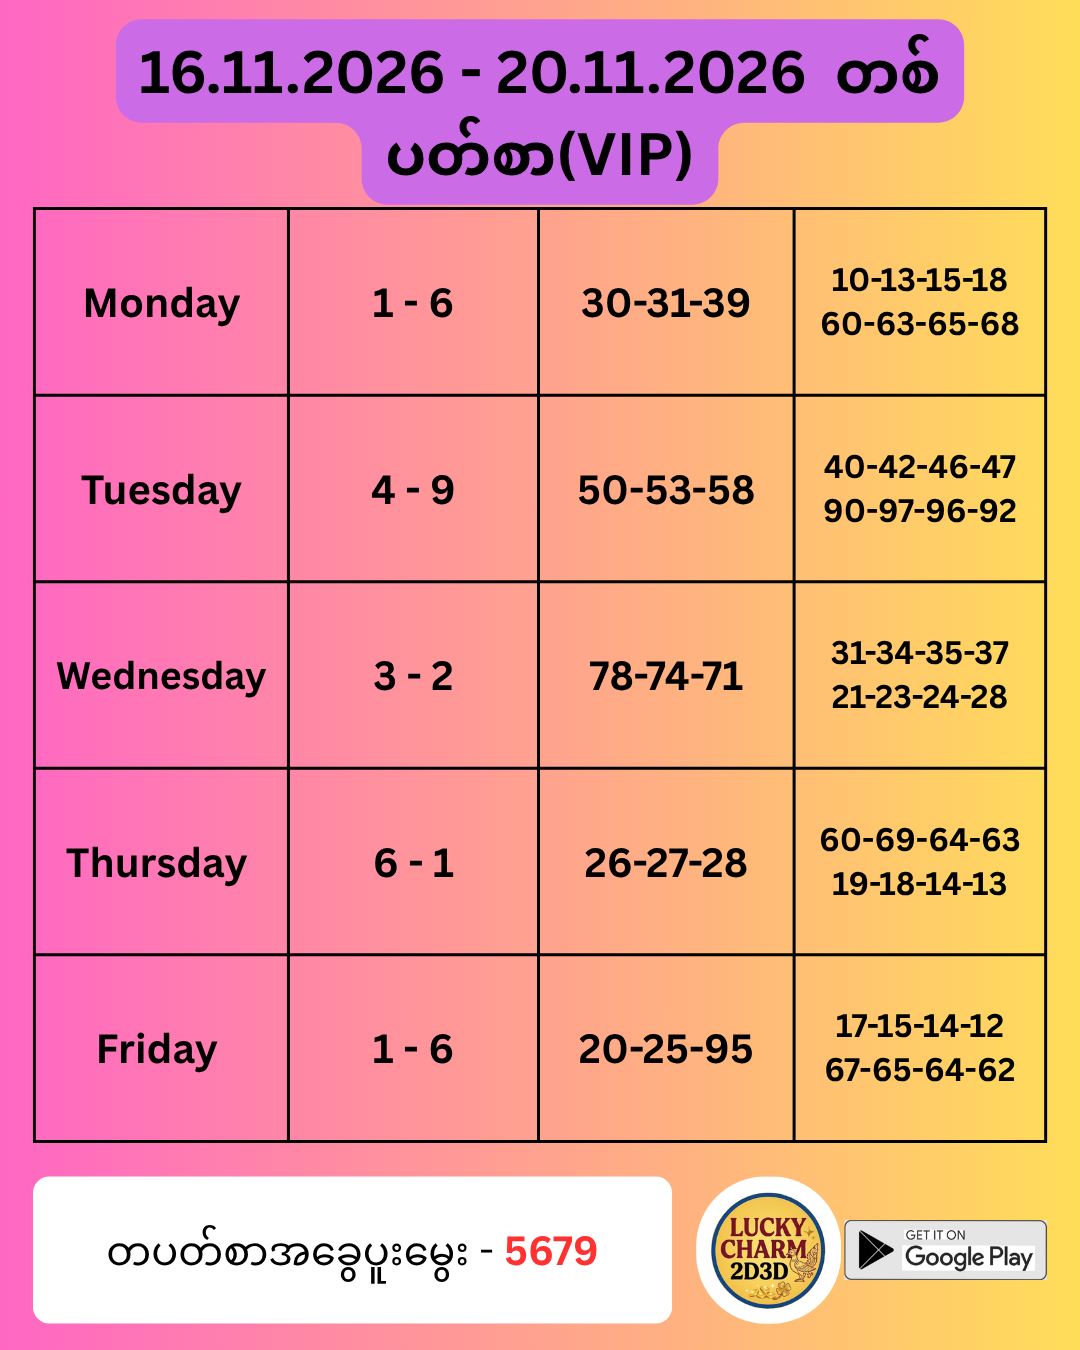 16.11.2026 - 20.11.2026 တစ်
ပတ်စာ(VIP)
Monday
1 - 6
30-31-39
10-13-15-18
60-63-65-68
Tuesday
4 - 9
50-53-58
40-42-46-47
90-97-96-92
Wednesday
3 - 2
78-74-71
31-34-35-37
21-23-24-28
Thursday
6 - 1
26-27-28
60-69-64-63
19-18-14-13
Friday
1 - 6
20-25-95
17-15-14-12
67-65-64-62
တပတ်စာအခွေပူးမွေး - 5679
LUCKY
CHARM
2D3D
GET IT ON
Google Play